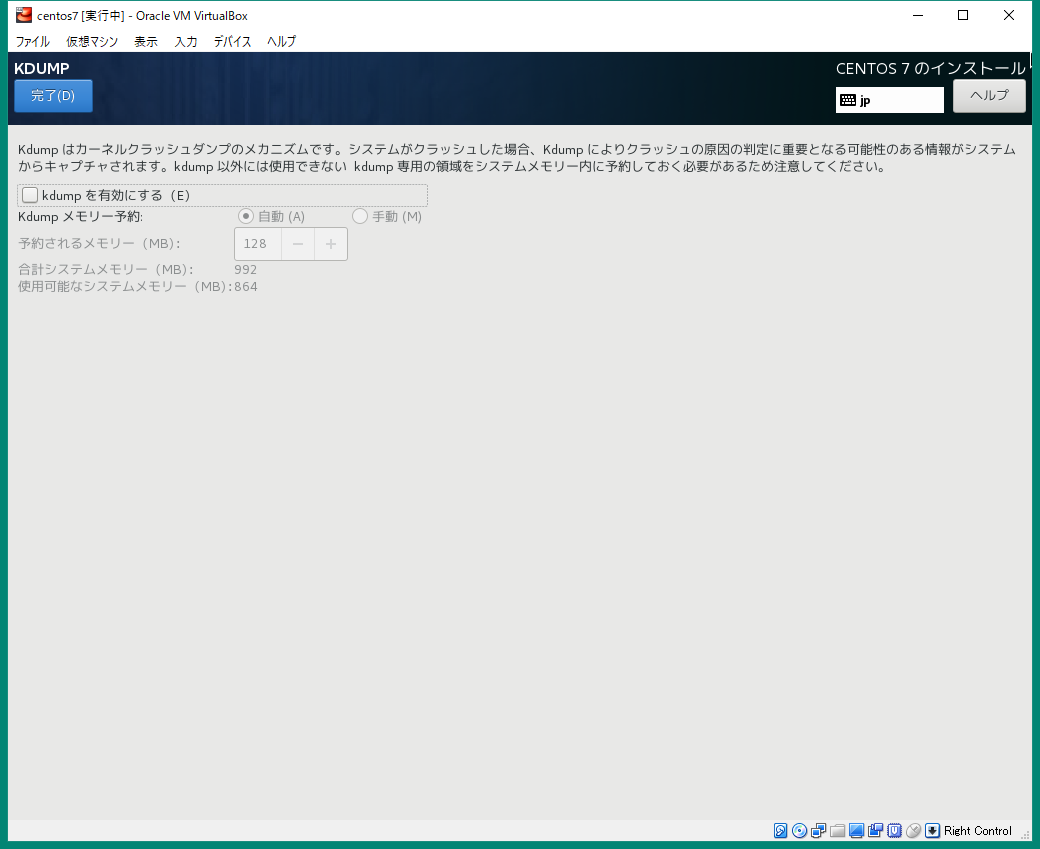 centos7 [実行中] - Oracle VM VirtualBox
ファイル 仮想マシン 表示 入力 デバイス ヘルプ
KDUMP
CENTOS 7 のインストール
完了(D)
jp
ヘルプ
Kdump はカーネルクラッシュダンプのメカニズムです。システムがクラッシュした場合、Kdump によりクラッシュの原因の判定に重要となる可能性のある情報がシステム
からキャプチャされます。kdump 以外には使用できない kdump 専用の領域をシステムメモリー内に予約しておく必要があるため注意してください。
kdump を有効にする (E)
Kdump メモリー予約: 自動 (A) 手動 (M)
予約されるメモリー (MB): 128 − +
合計システムメモリー (MB): 992
使用可能なシステムメモリー (MB):864
Right Control